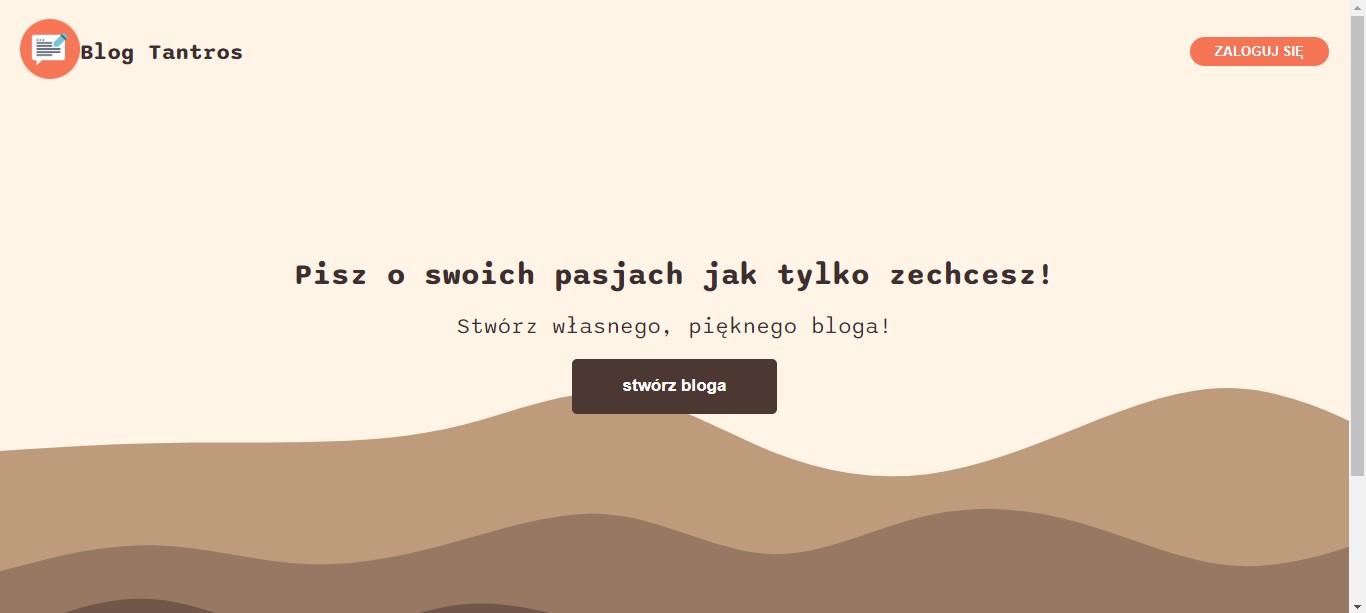 Blog Tantros
ZALOGUJ SIĘ
Pisz o swoich pasjach jak tylko zechcesz!
Stwórz własnego, pięknego bloga!
stwórz bloga